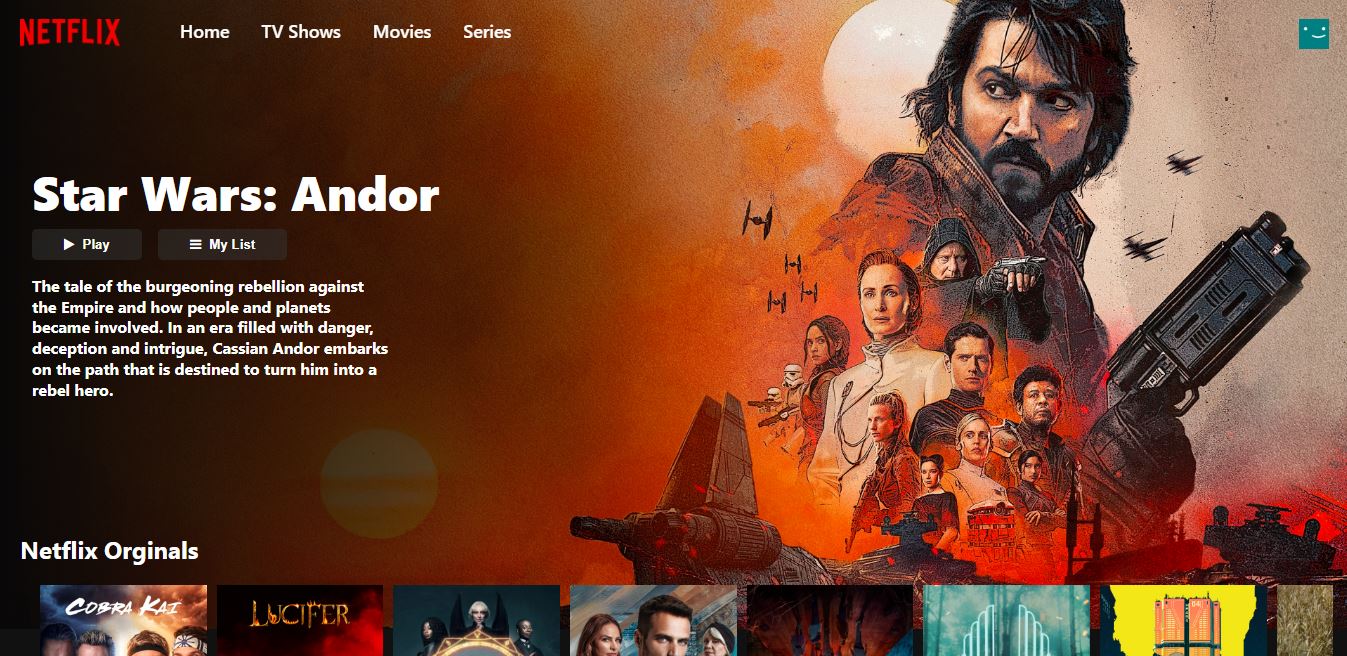 NETFLIX Home TV Shows Movies Series
Star Wars: Andor
Play My List
The tale of the burgeoning rebellion against
the Empire and how people and planets
became involved. In an era filled with danger,
deception and intrigue, Cassian Andor embarks
on the path that is destined to turn him into a
rebel hero.
Netflix Orginals
COBRA KAI LUCIFER